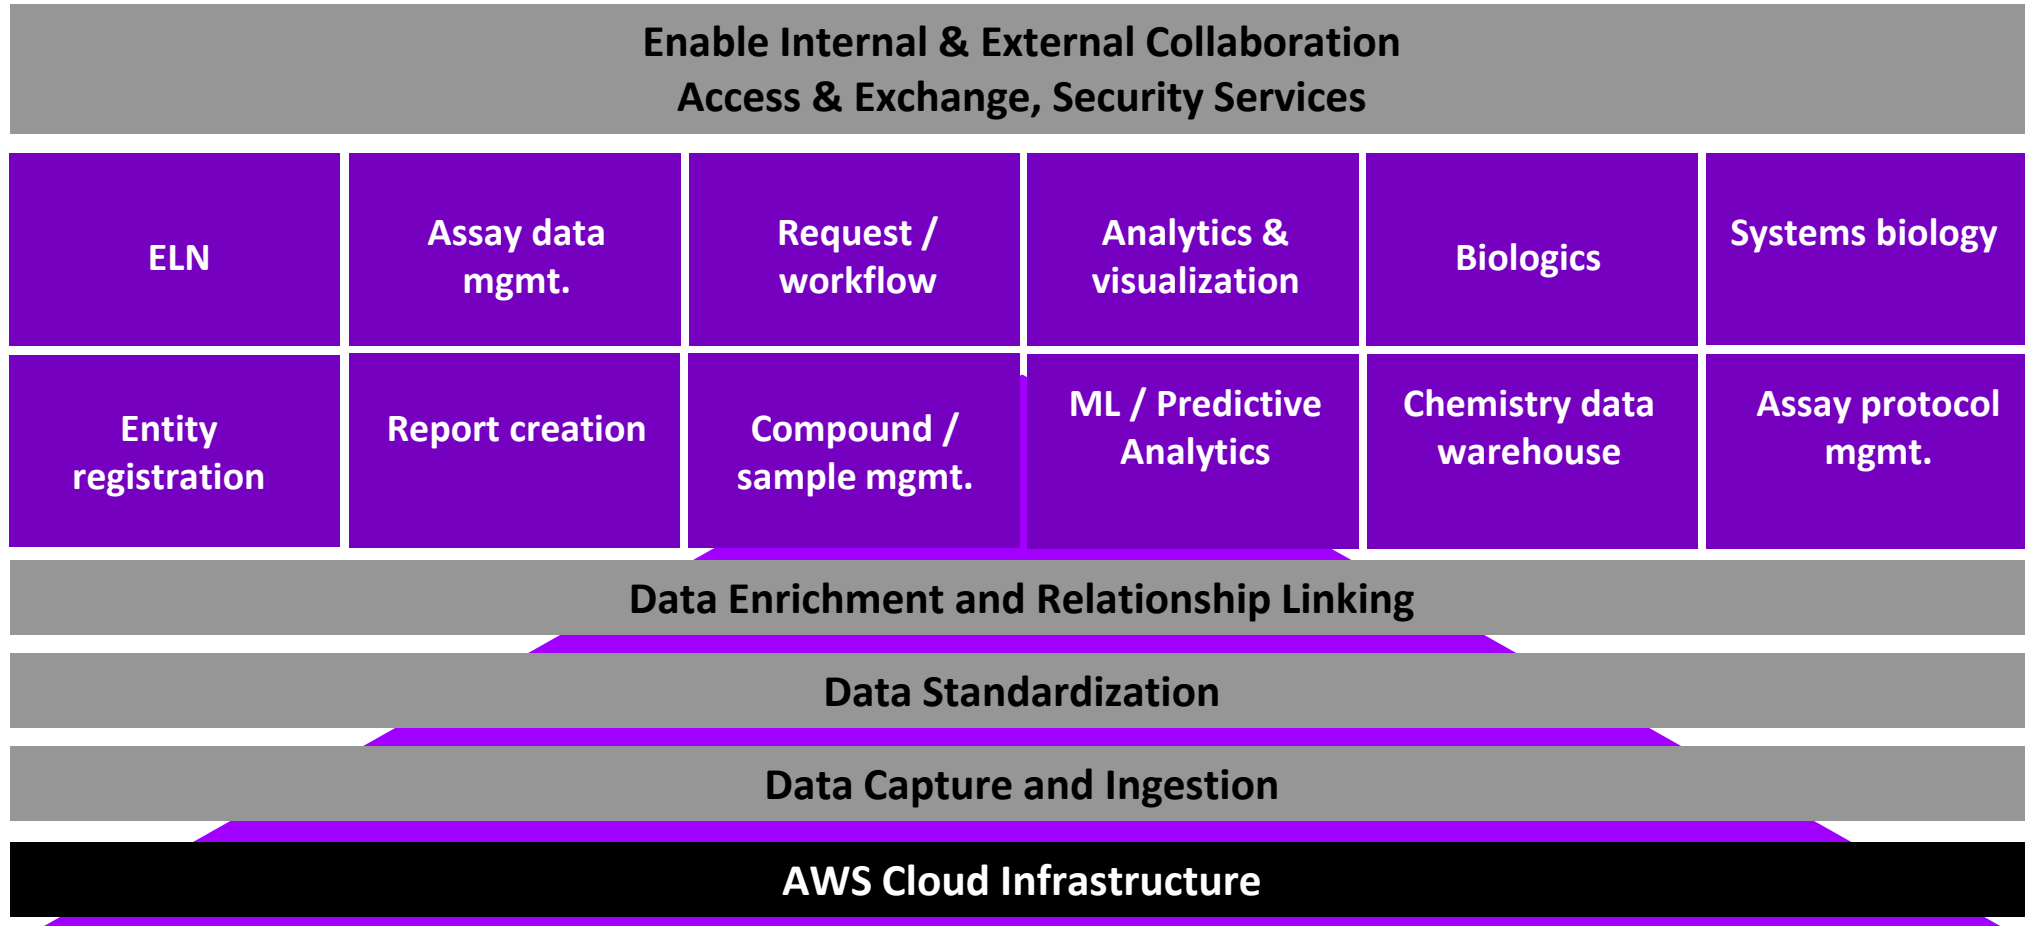 Enable Internal & External Collaboration
Access & Exchange, Security Services
ELN
Assay data
mgmt.
Request /
workflow
Analytics &
visualization
Biologics
Systems biology
Entity
registration
Report creation
Compound /
sample mgmt.
ML / Predictive
Analytics
Chemistry data
warehouse
Assay protocol
mgmt.
Data Enrichment and Relationship Linking
Data Standardization
Data Capture and Ingestion
AWS Cloud Infrastructure